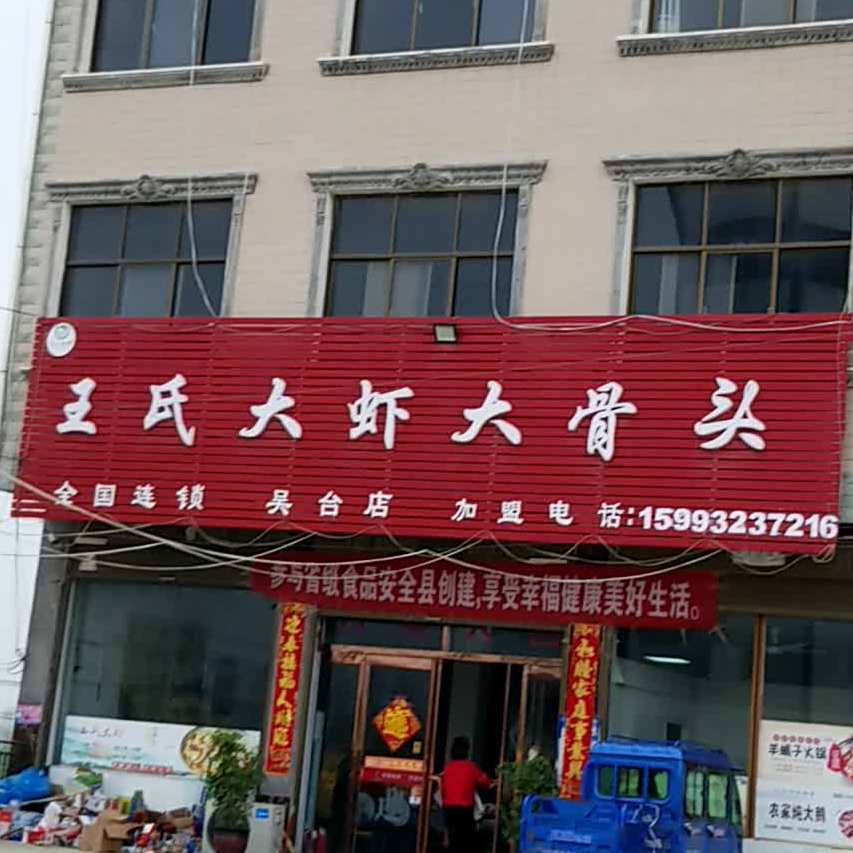 王氏大虾大骨头
全国连锁 吴台店 加盟电话:15993237216
参与省级食品安全县创建,享受幸福健康美好生活。
羊蝎子火锅
农家炖大鹅